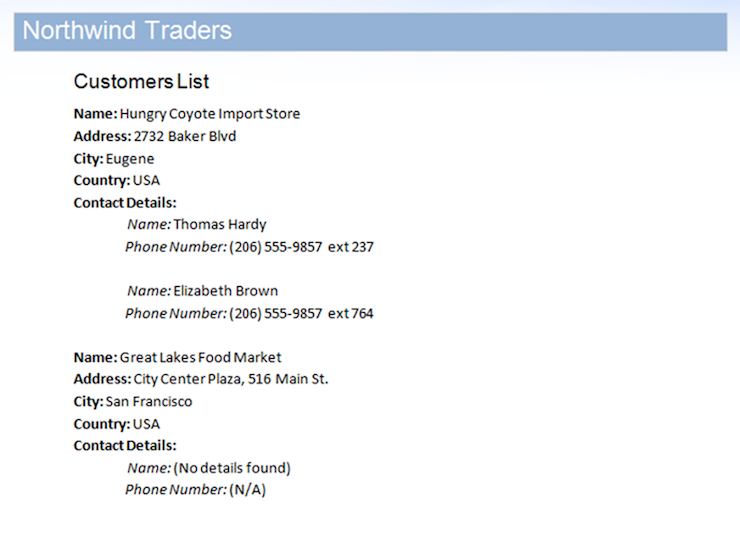 Northwind Traders
Customers List
Name: Hungry Coyote Import Store
Address: 2732 Baker Blvd
City: Eugene
Country: USA
Contact Details:
Name: Thomas Hardy
Phone Number: (206) 555-9857 ext 237
Name: Elizabeth Brown
Phone Number: (206) 555-9857 ext 764
Name: Great Lakes Food Market
Address: City Center Plaza, 516 Main St.
City: San Francisco
Country: USA
Contact Details:
Name: (No details found)
Phone Number: (N/A)